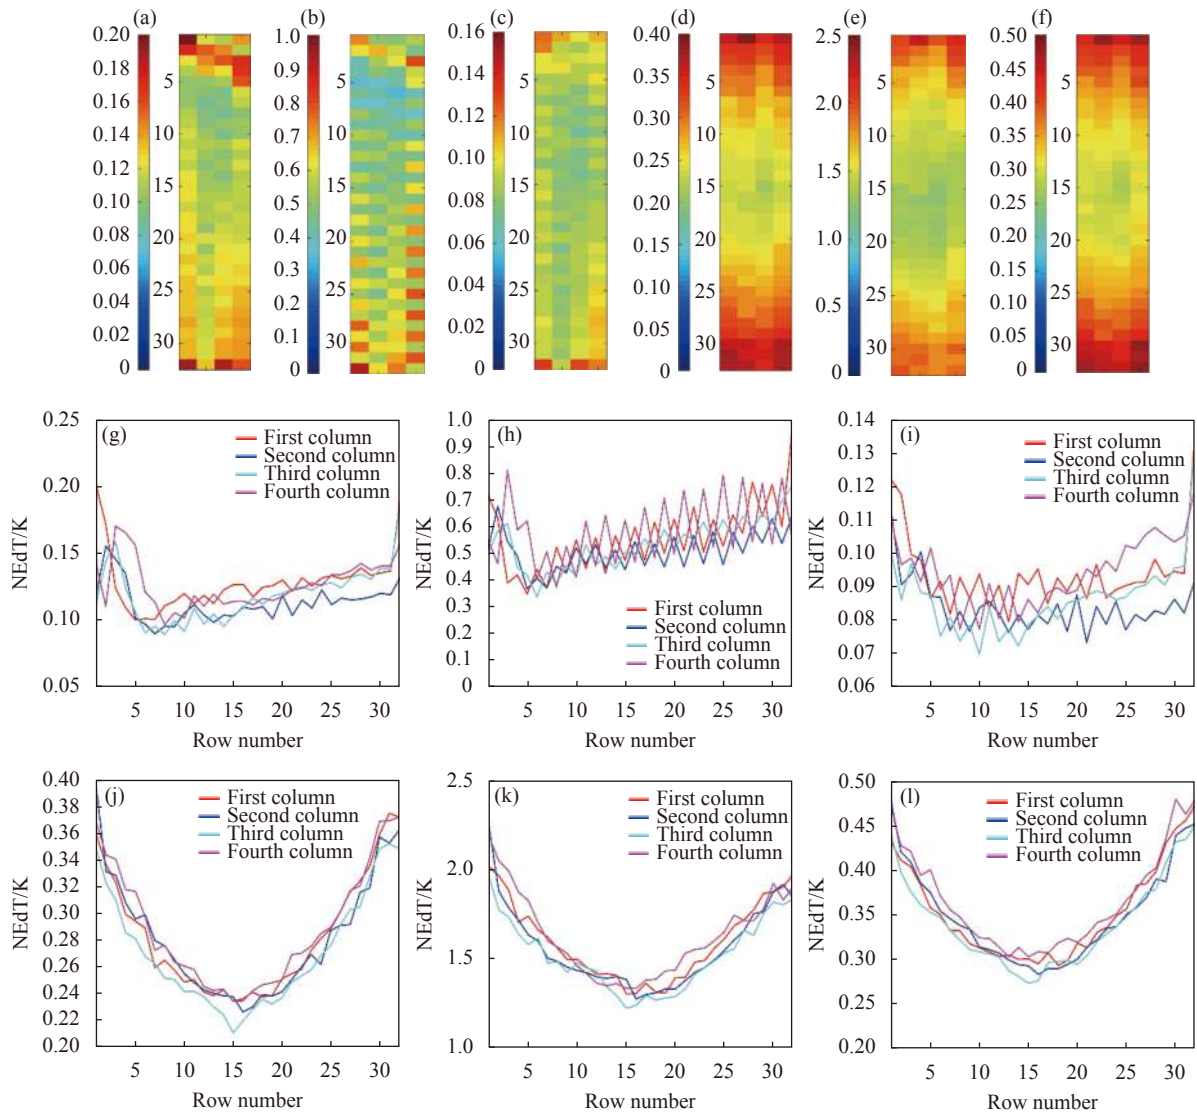 (a) (b) (c) (d) (e) (f)
0.20 0.18 0.16 0.14 0.12 0.10 0.08 0.06 0.04 0.02 0
5 10 15 20 25 30
1.0 0.9 0.8 0.7 0.6 0.5 0.4 0.3 0.2 0.1 0
5 10 15 20 25 30
0.16 0.14 0.12 0.10 0.08 0.06 0.04 0.02 0
5 10 15 20 25 30
0.40 0.35 0.30 0.25 0.20 0.15 0.10 0.05 0
5 10 15 20 25 30
2.5 2.0 1.5 1.0 0.5 0
5 10 15 20 25 30
0.50 0.45 0.40 0.35 0.30 0.25 0.20 0.15 0.10 0.05 0
5 10 15 20 25 30
(g)
First column
Second column
Third column
Fourth column
0.25 0.20 0.15 0.10 0.05
NEdT/K
5 10 15 20 25 30
Row number
(h)
First column
Second column
Third column
Fourth column
1.0 0.9 0.8 0.7 0.6 0.5 0.4 0.3 0.2 0.1 0
NEdT/K
5 10 15 20 25 30
Row number
(i)
First column
Second column
Third column
Fourth column
0.14 0.13 0.12 0.11 0.10 0.09 0.08 0.07 0.06
NEdT/K
5 10 15 20 25 30
Row number
(j)
First column
Second column
Third column
Fourth column
0.40 0.38 0.36 0.34 0.32 0.30 0.28 0.26 0.24 0.22 0.20
NEdT/K
5 10 15 20 25 30
Row number
(k)
First column
Second column
Third column
Fourth column
2.5 2.0 1.5 1.0
NEdT/K
5 10 15 20 25 30
Row number
(l)
First column
Second column
Third column
Fourth column
0.50 0.45 0.40 0.35 0.30 0.25 0.20
NEdT/K
5 10 15 20 25 30
Row number